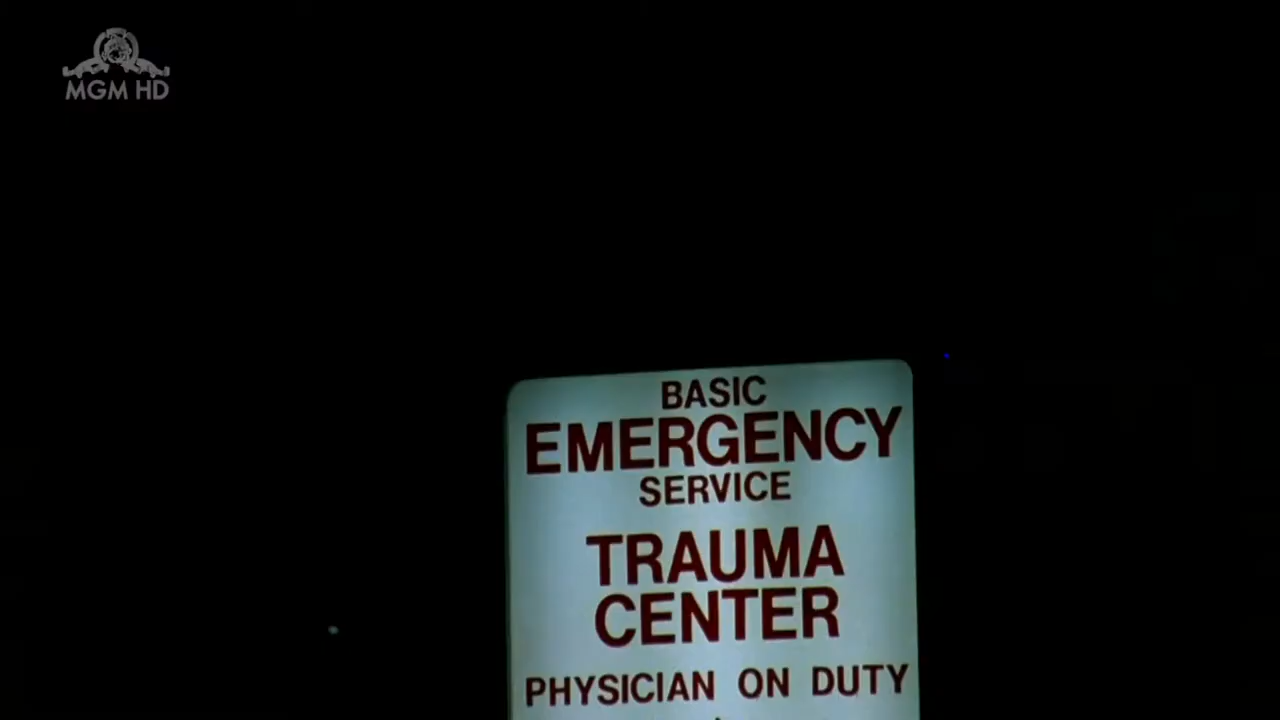 MGM HD
BASIC
EMERGENCY
SERVICE
TRAUMA
CENTER
PHYSICIAN ON DUTY